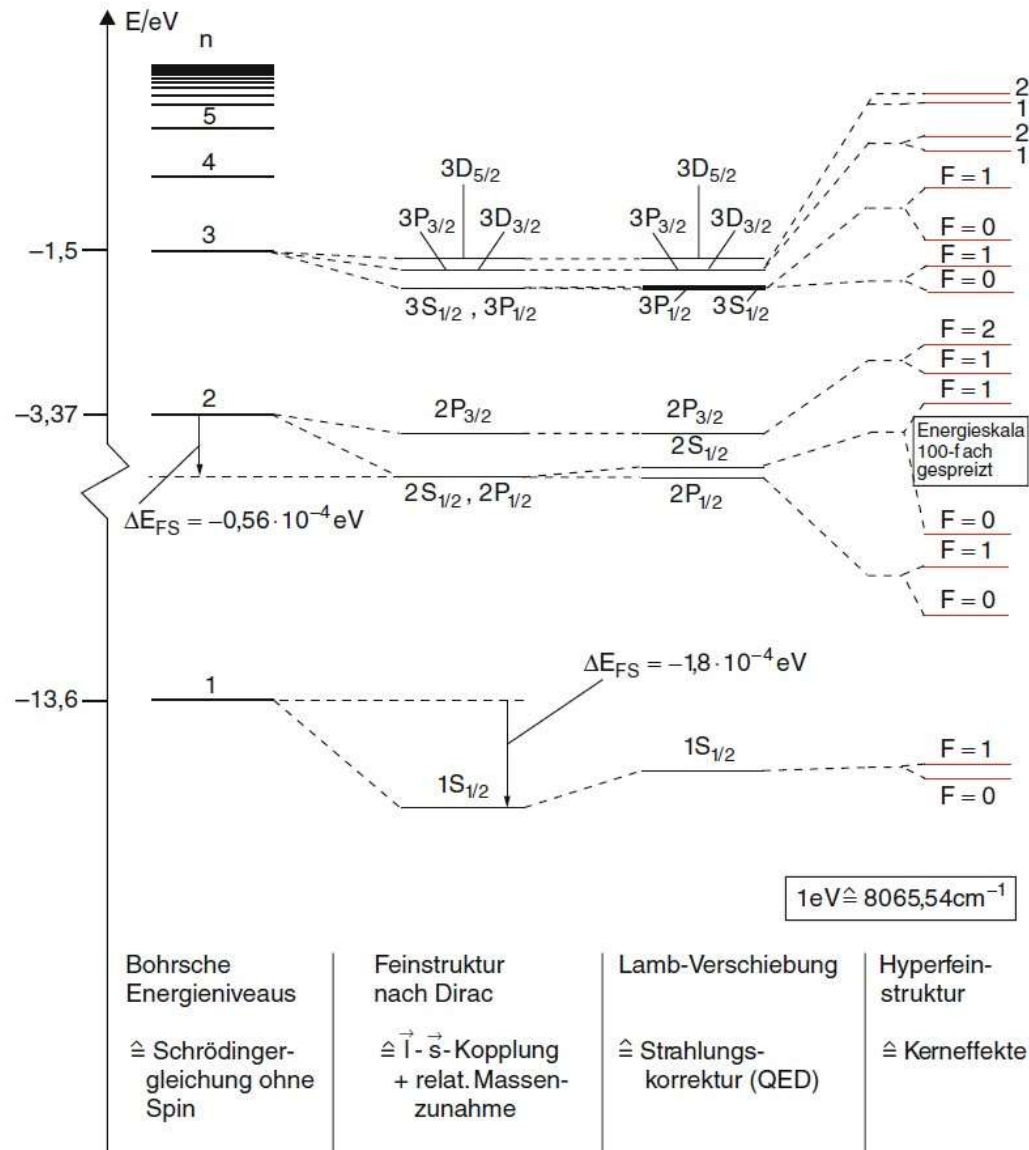 E/eV
n
5
4
3
2
1
−1,5
−3,37
−13,6
3D5/2
3P3/2 3D3/2
3S1/2 , 3P1/2
2P3/2
2S1/2 , 2P1/2
1S1/2
ΔE_FS = −0,56 · 10⁻⁴ eV
ΔE_FS = −1,8 · 10⁻⁴ eV
3D5/2
3P3/2 3D3/2
3P1/2 3S1/2
2P3/2
2S1/2
2P1/2
1S1/2
2
1
2
1
F = 1
F = 0
F = 1
F = 0
F = 2
F = 1
F = 1
Energieskala
100-fach
gespreizt
F = 0
F = 1
F = 0
F = 1
F = 0
1eV ≙ 8065,54cm⁻¹
Bohrsche
Energieniveaus
≙ Schrödinger-
gleichung ohne
Spin
Feinstruktur
nach Dirac
≙ l⃗ - s⃗ - Kopplung
+ relat. Massen-
zunahme
Lamb-Verschiebung
≙ Strahlungs-
korrektur (QED)
Hyperfein-
struktur
≙ Kerneffekte